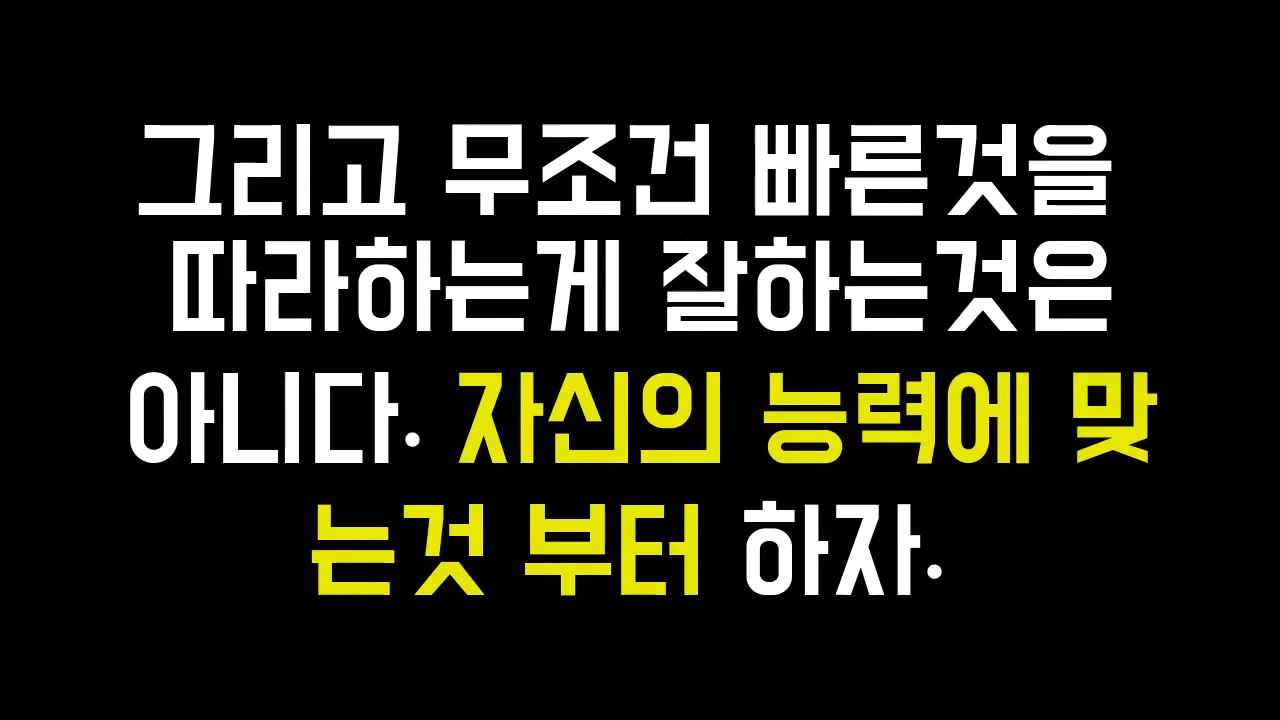 그리고 무조건 빠른것을
따라하는게 잘하는것은
아니다. 자신의 능력에 맞
는것 부터 하자.